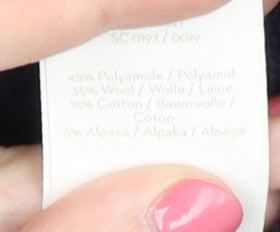 SC 0193 / 0019
45% Polyamide / Polyamid
35% Wool / Wolle / Laine
15% Cotton / Baumwolle /
Coton
5% Alpaca / Alpaka / Alpaga